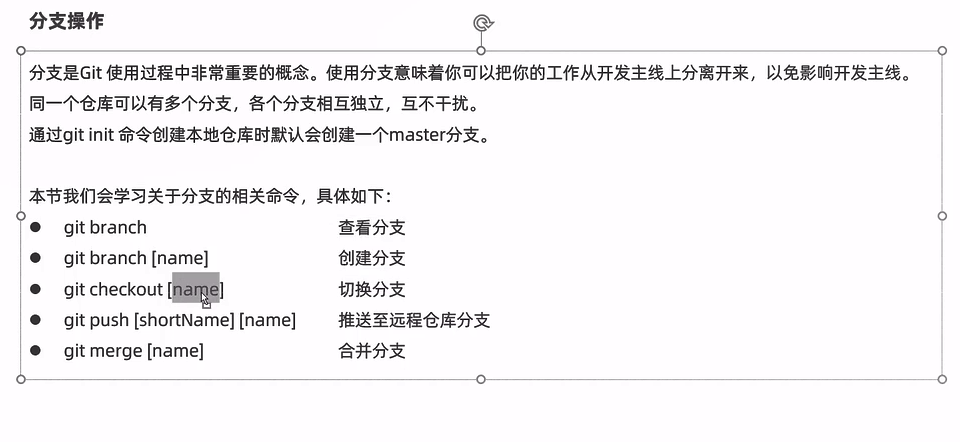 分支操作
分支是Git 使用过程中非常重要的概念。使用分支意味着你可以把你的工作从开发主线上分离开来，以免影响开发主线。
同一个仓库可以有多个分支，各个分支相互独立，互不干扰。
通过git init 命令创建本地仓库时默认会创建一个master分支。
本节我们会学习关于分支的相关命令，具体如下：
● git branch 查看分支
● git branch [name] 创建分支
● git checkout [name] 切换分支
● git push [shortName] [name] 推送至远程仓库分支
● git merge [name] 合并分支